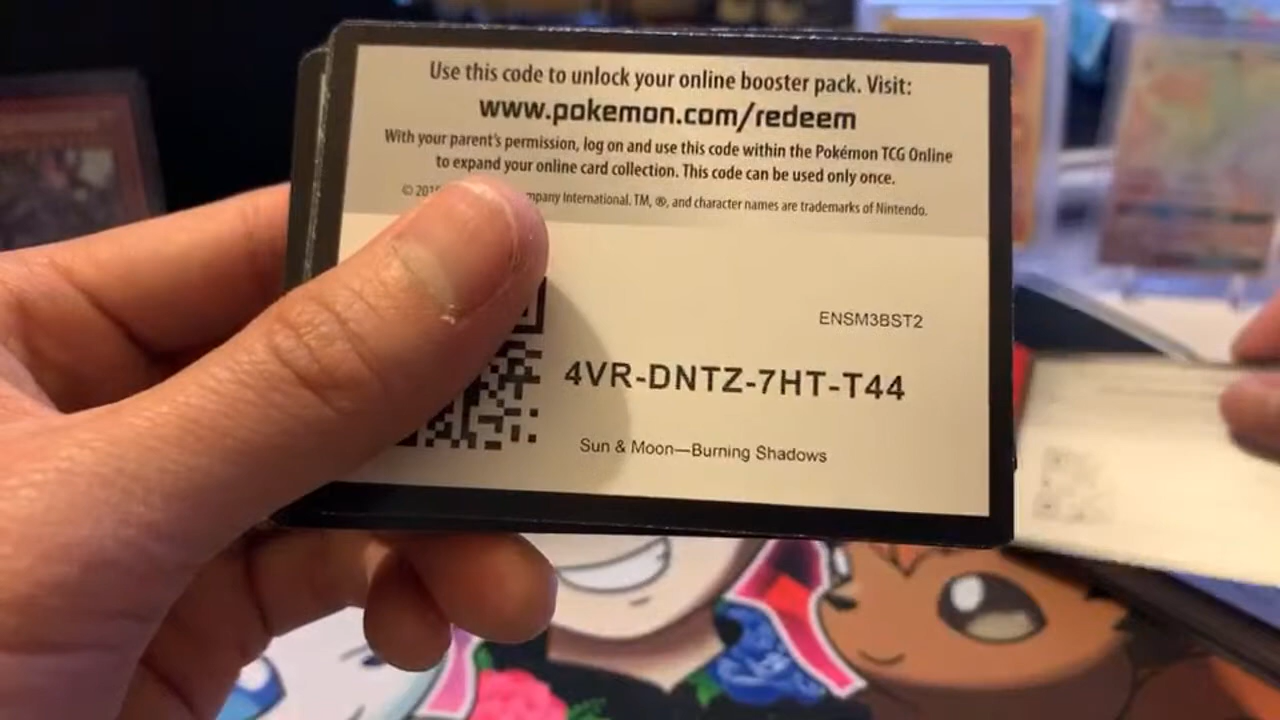 Use this code to unlock your online booster pack. Visit:
www.pokemon.com/redeem
With your parent's permission, log on and use this code within the Pokémon TCG Online
to expand your online card collection. This code can be used only once.
© International. TM, ®, and character names are trademarks of Nintendo.
ENSM3BST2
4VR-DNTZ-7HT-T44
Sun & Moon—Burning Shadows